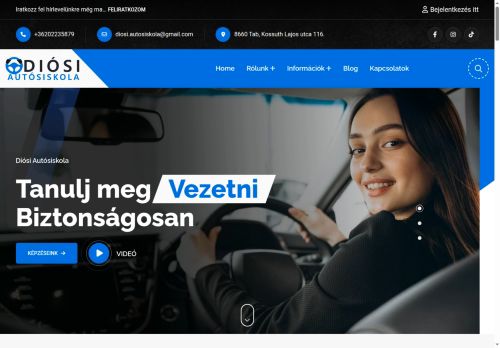 Iratkozz fel hírlevelünkre még ma... FELIRATKOZOM
Bejelentkezés itt
+36202235879
diosi.autosiskola@gmail.com
8660 Tab, Kossuth Lajos utca 116.
DIÓSI
AUTÓSISKOLA
Home
Rólunk +
Információk +
Blog
Kapcsolatok
Diósi Autósiskola
Tanulj meg Vezetni
Biztonságosan
KÉPZÉSEINK →
VIDEÓ